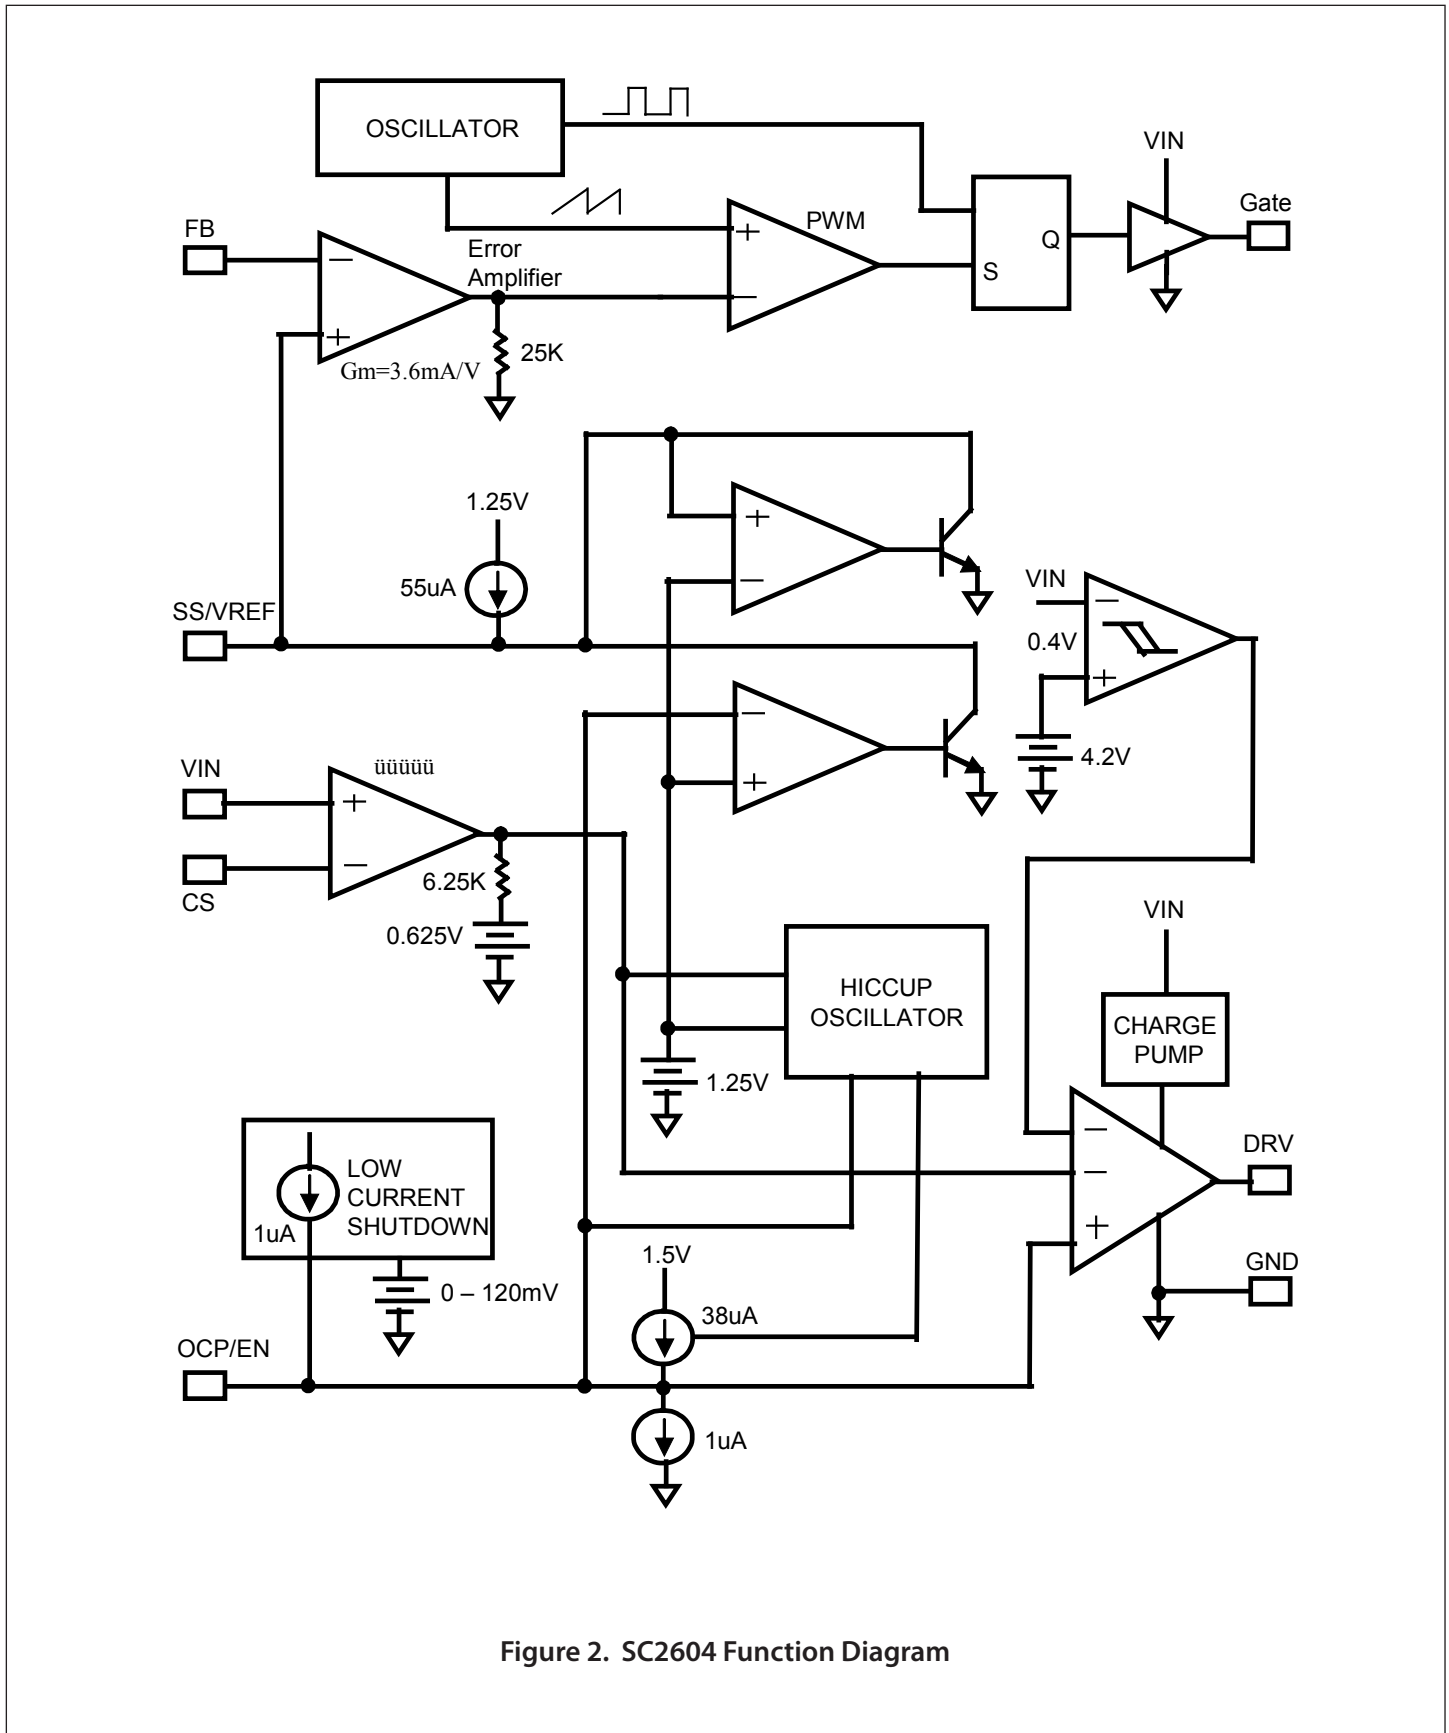 OSCILLATOR
VIN
PWM
Gate
FB
Error
Amplifier
Q
S
25K
Gm=3.6mA/V
1.25V
55uA
VIN
SS/VREF
0.4V
4.2V
VIN
üüüüü
6.25K
CS
0.625V
VIN
HICCUP
OSCILLATOR
CHARGE
PUMP
1.25V
DRV
LOW
CURRENT
SHUTDOWN
1uA
1.5V
GND
0 – 120mV
38uA
OCP/EN
1uA
Figure 2. SC2604 Function Diagram